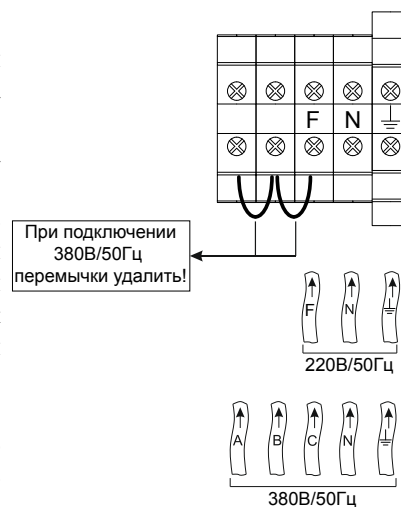 F N
При подключении
380В/50Гц
перемычки удалить!
F N
220В/50Гц
A B C N
380В/50Гц